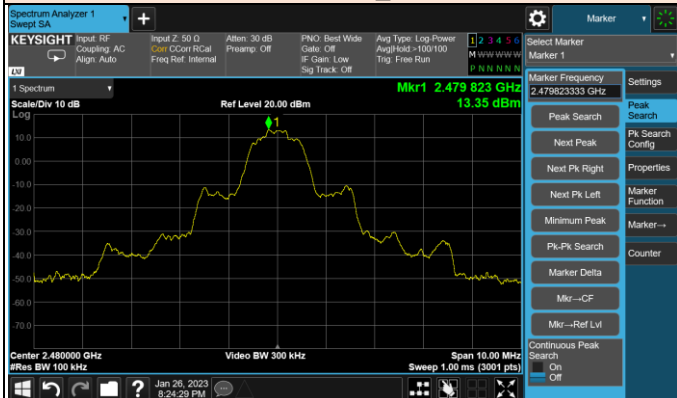 Spectrum Analyzer 1
Swept SA
+
Marker
KEYSIGHT
Input: RF
Coupling: AC
Align: Auto
Input Z: 50 Ω
Corr CCorr RCal
Freq Ref: Internal
Atten: 30 dB
Preamp: Off
PNO: Best Wide
Gate: Off
IF Gain: Low
Sig Track: Off
Avg Type: Log-Power
Avg|Hold:>100/100
Trig: Free Run
1 2 3 4 5 6
M W W W W W
P N N N N N
Select Marker
Marker 1
LXI
1 Spectrum
Mkr1 2.479 823 GHz
13.35 dBm
Scale/Div 10 dB
Ref Level 20.00 dBm
Log
1
10.0
0.00
-10.0
-20.0
-30.0
-40.0
-50.0
-60.0
-70.0
Center 2.480000 GHz
#Res BW 100 kHz
Video BW 300 kHz
Span 10.00 MHz
Sweep 1.00 ms (3001 pts)
Marker Frequency
2.479823333 GHz
Peak Search
Next Peak
Next Pk Right
Next Pk Left
Minimum Peak
Pk-Pk Search
Marker Delta
Mkr→CF
Mkr→Ref Lvl
Continuous Peak
Search
On
Off
Settings
Peak
Search
Pk Search
Config
Properties
Marker
Function
Marker→
Counter
?
Jan 26, 2023
8:24:29 PM